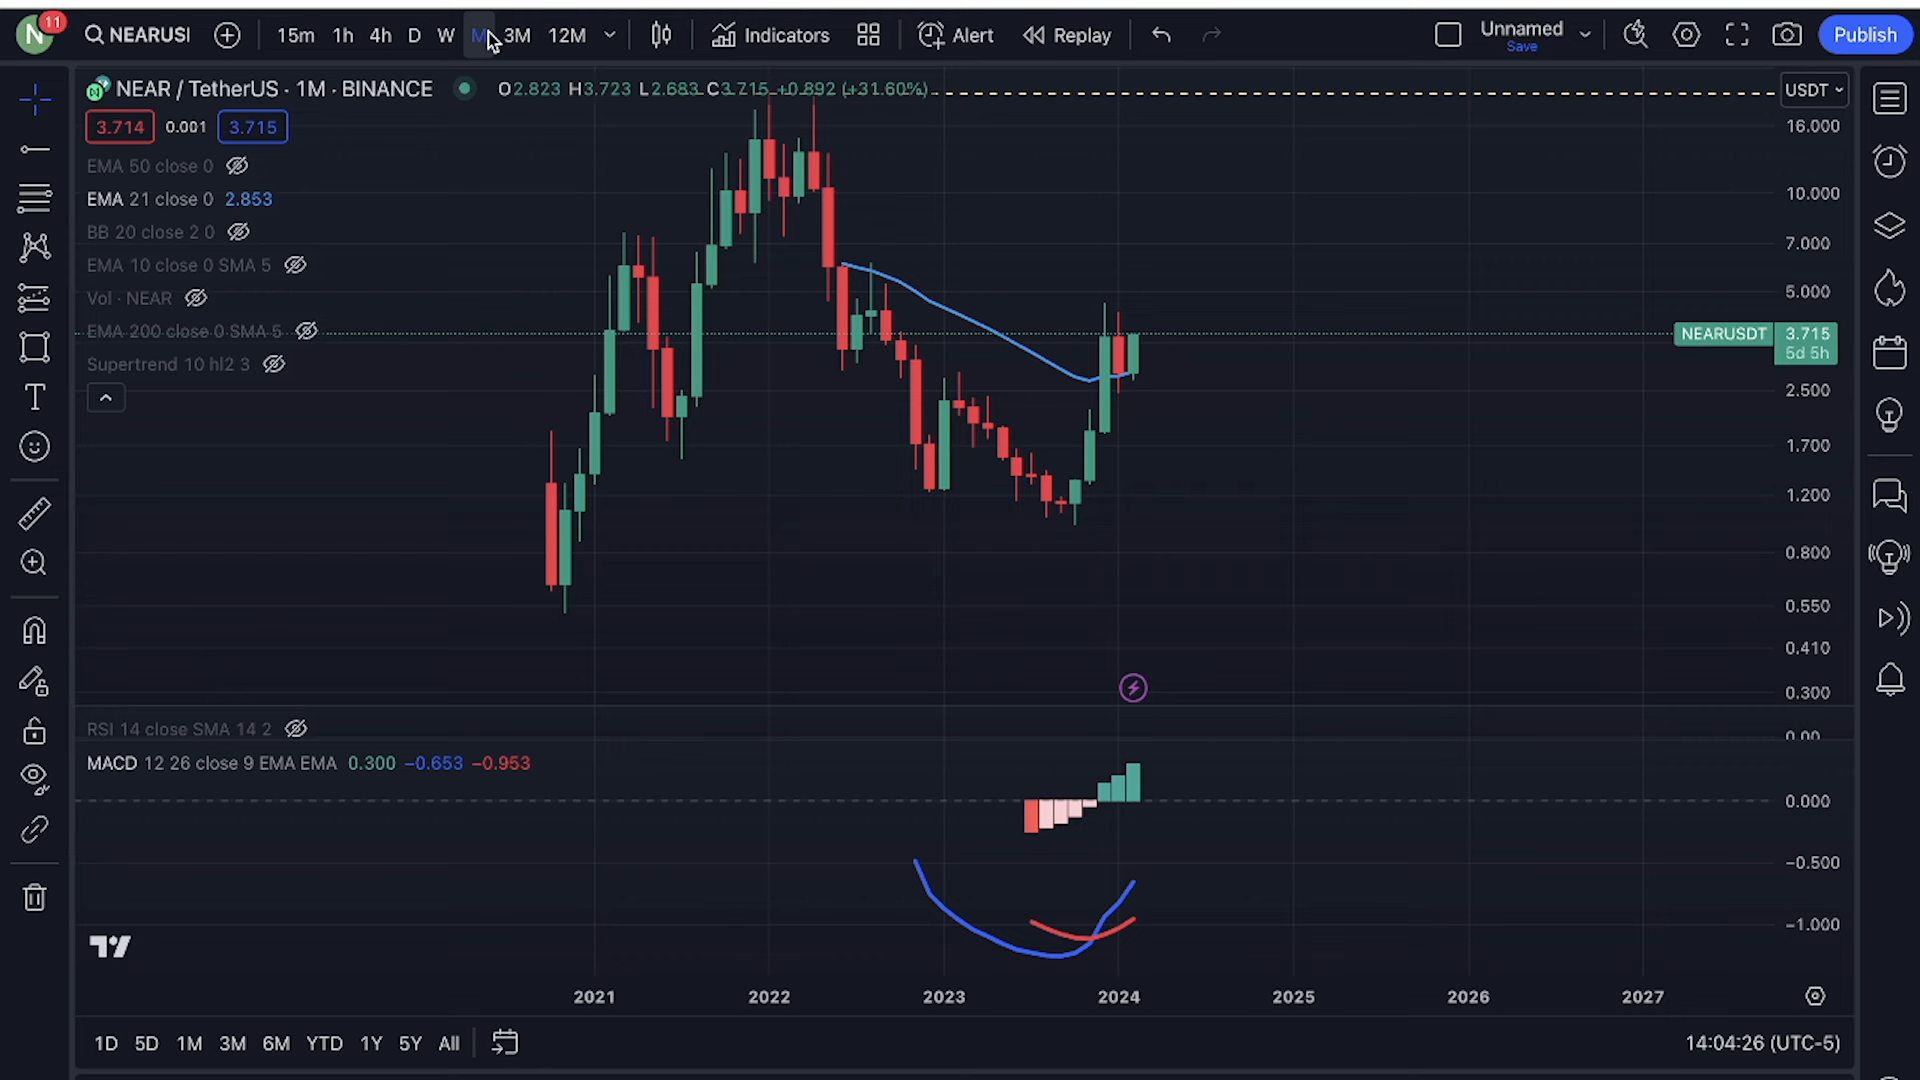 N 11 NEARUSI 15m 1h 4h D W M 3M 12M Indicators Alert Replay Unnamed Save Publish
NEAR / TetherUS · 1M · BINANCE O2.823 H3.723 L2.683 C3.715 +0.892 (+31.60%) USDT
3.714 0.001 3.715
EMA 50 close 0
EMA 21 close 0 2.853
BB 20 close 2 0
EMA 10 close 0 SMA 5
Vol · NEAR
EMA 200 close 0 SMA 5
Supertrend 10 hl2 3
16.000
10.000
7.000
5.000
NEARUSDT 3.715
5d 5h
2.500
1.700
1.200
0.800
0.550
0.410
0.300
RSI 14 close SMA 14 2
0.00
MACD 12 26 close 9 EMA EMA 0.300 −0.653 −0.953
0.000
−0.500
−1.000
2021 2022 2023 2024 2025 2026 2027
1D 5D 1M 3M 6M YTD 1Y 5Y All 14:04:26 (UTC-5)